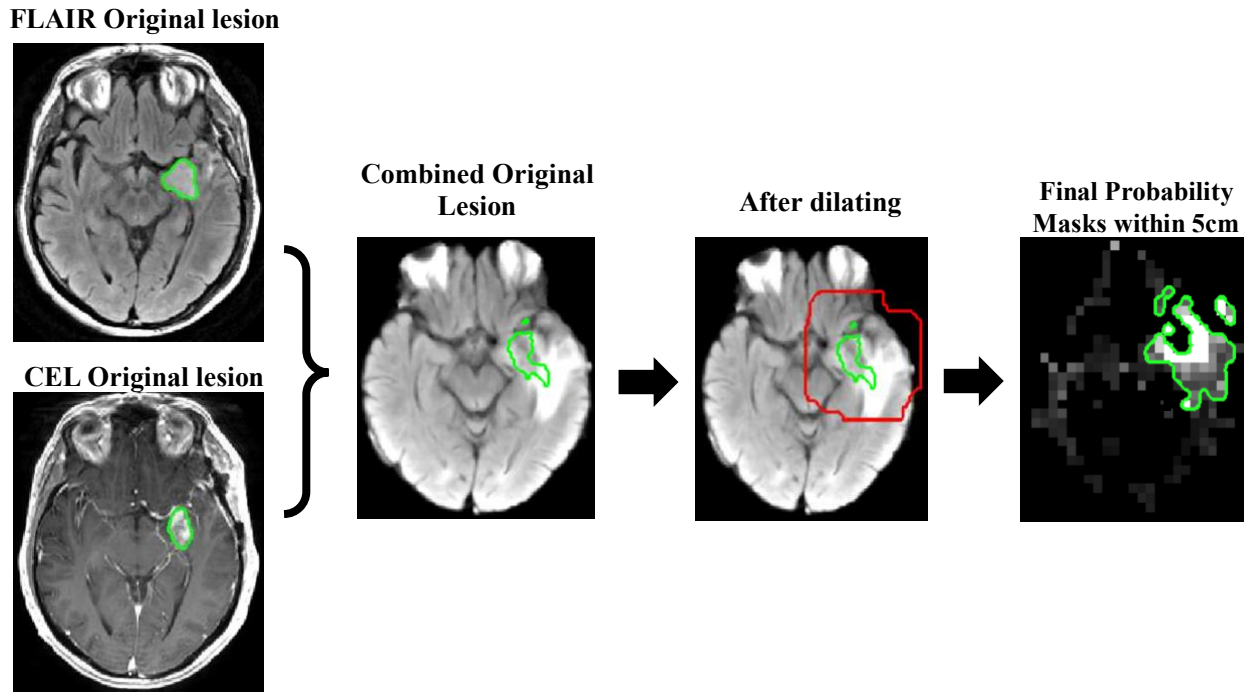 FLAIR Original lesion
CEL Original lesion
Combined Original
Lesion
After dilating
Final Probability
Masks within 5cm